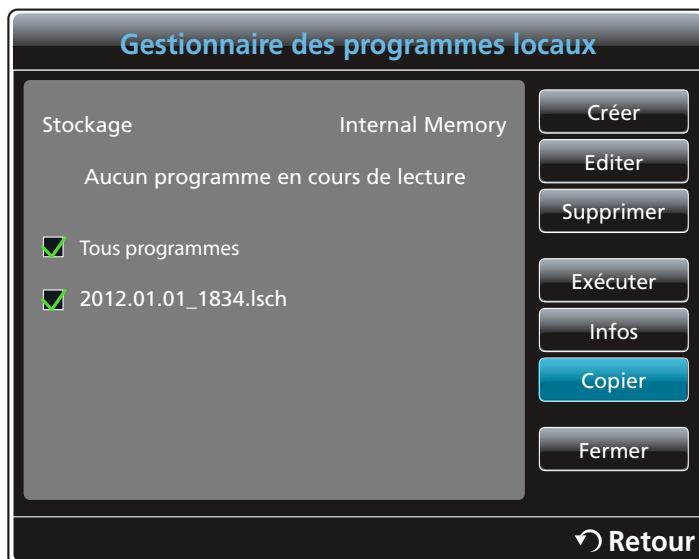 Gestionnaire des programmes locaux
Stockage Internal Memory
Aucun programme en cours de lecture
Tous programmes
2012.01.01_1834.lsch
Créer
Editer
Supprimer
Exécuter
Infos
Copier
Fermer
Retour